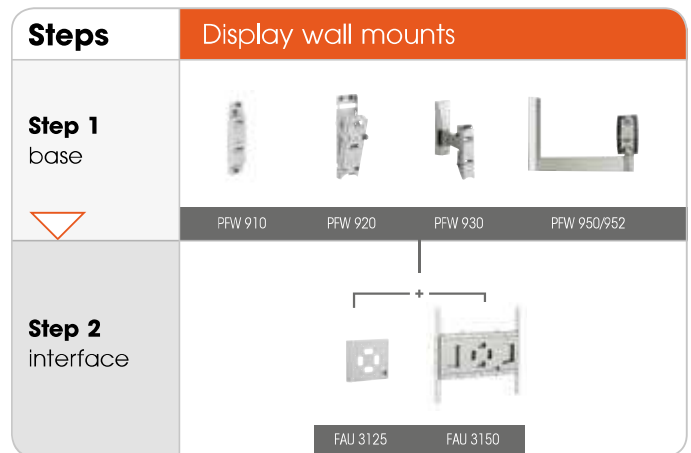 Steps
Display wall mounts
Step 1
base
PFW 910
PFW 920
PFW 930
PFW 950/952
+
Step 2
interface
FAU 3125
FAU 3150